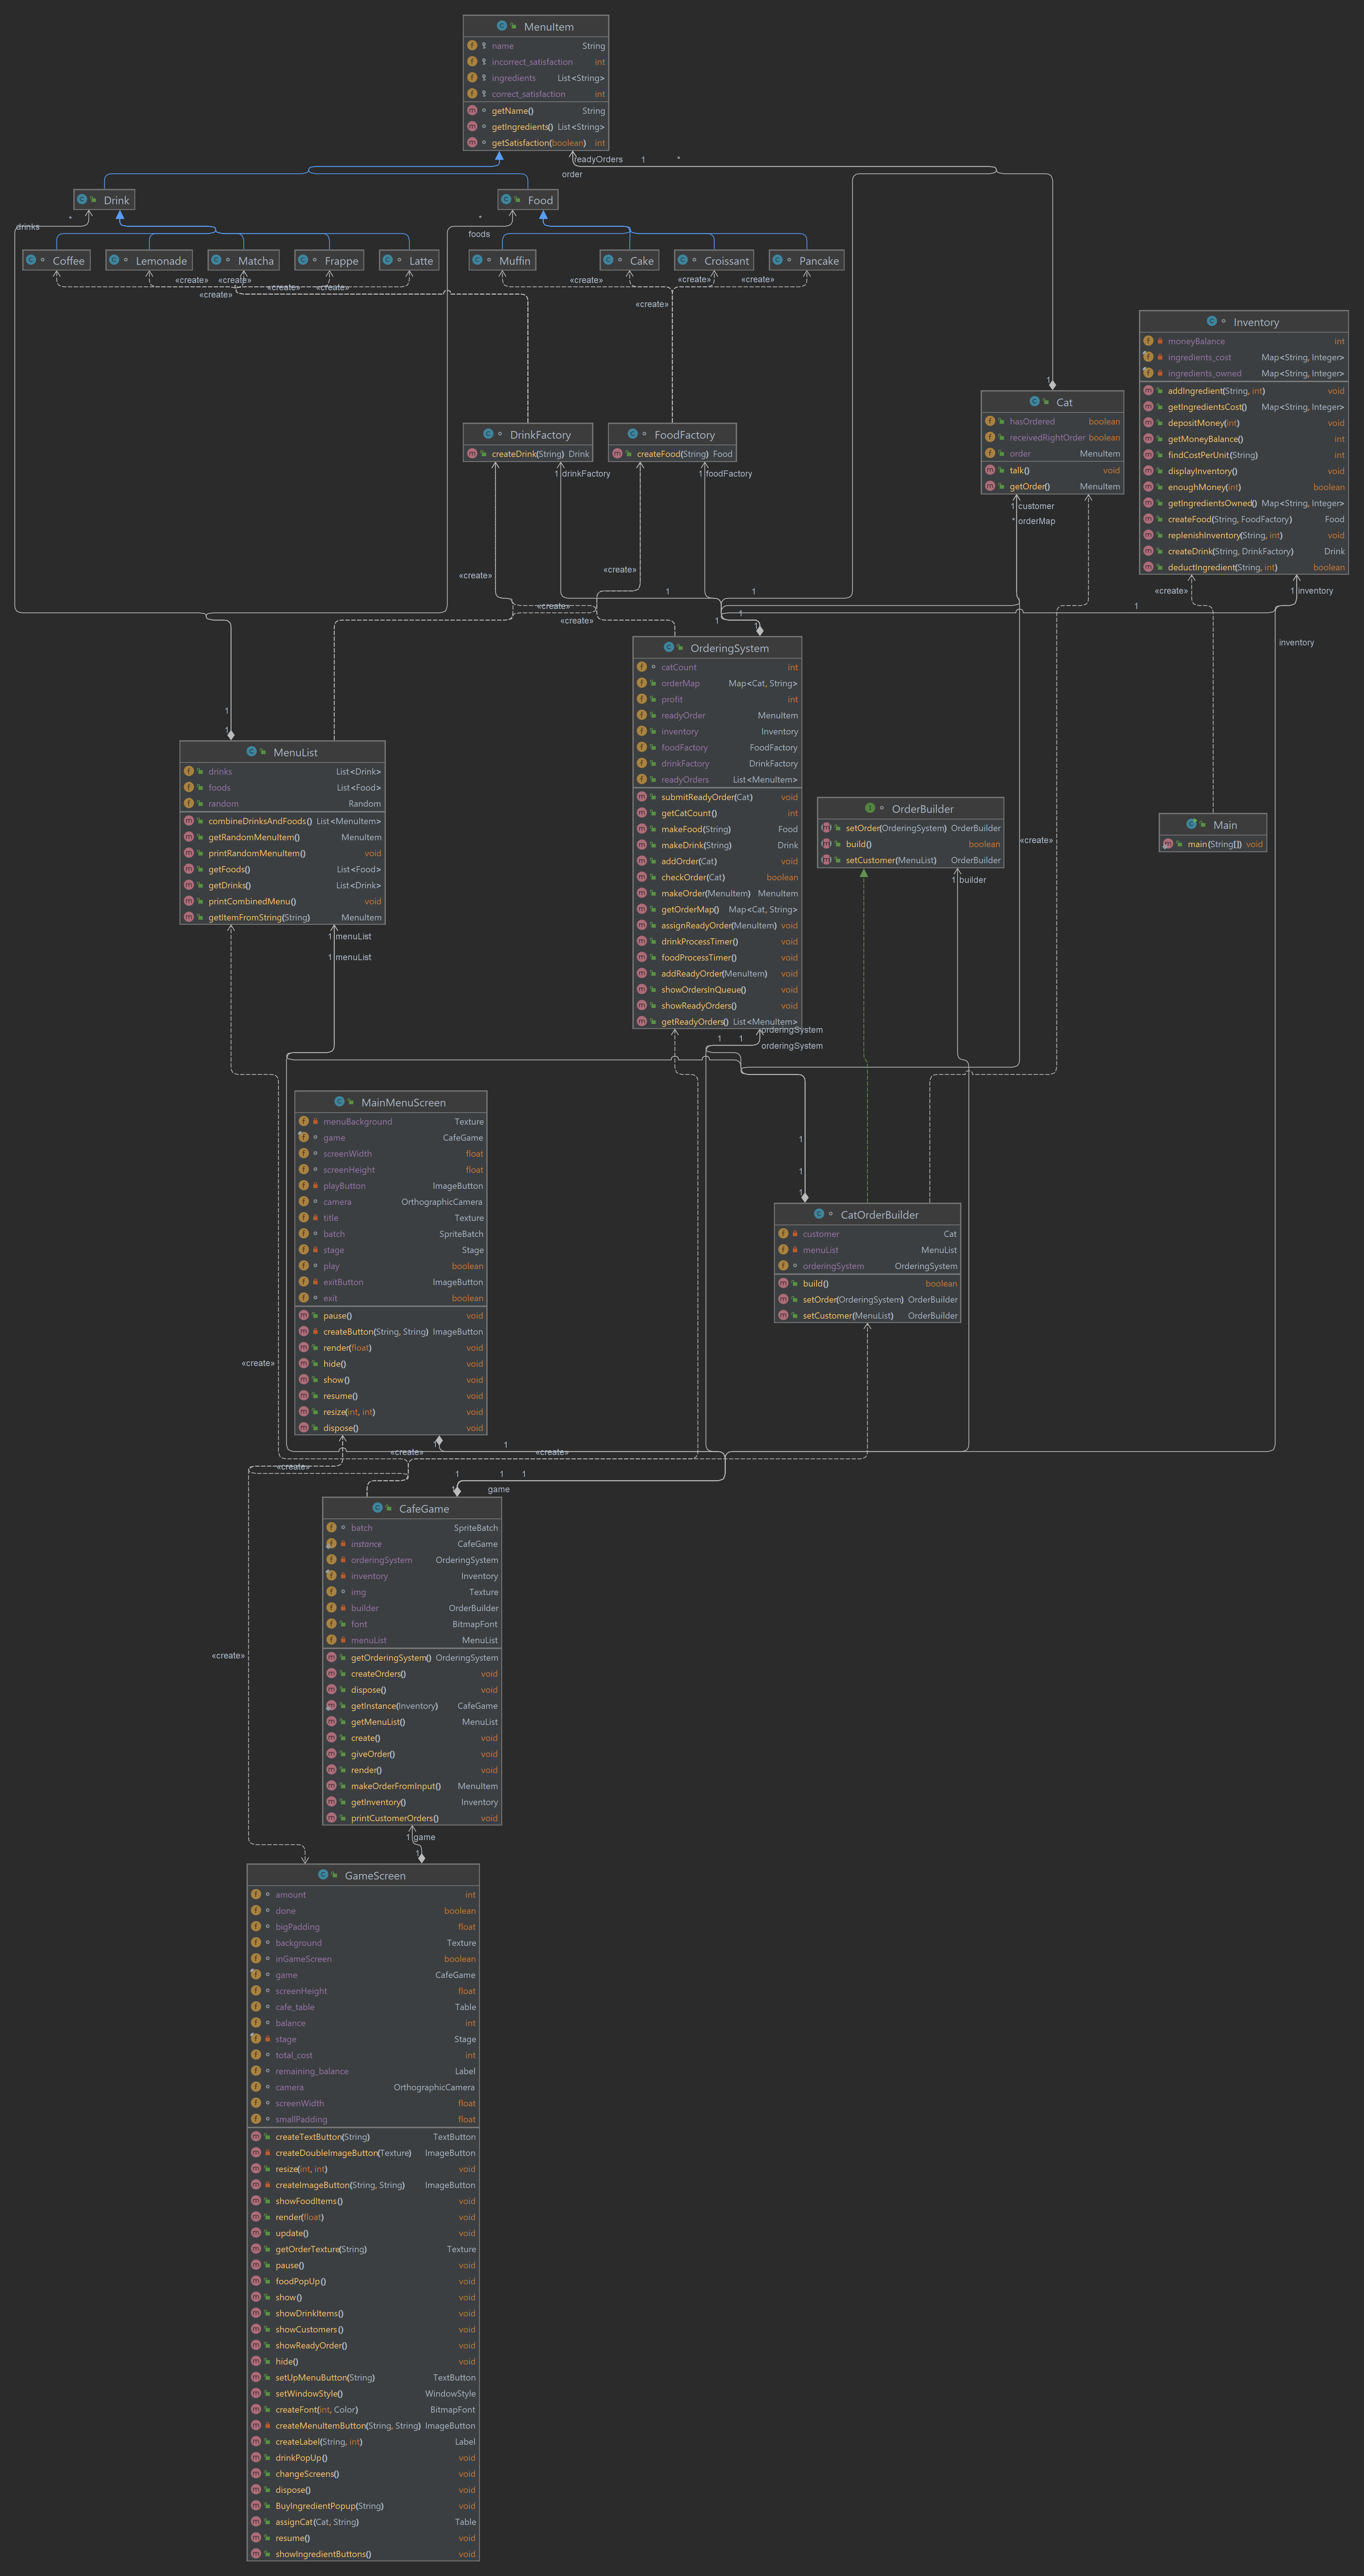 MenuItem
name String
incorrect_satisfaction int
ingredients List<String>
correct_satisfaction int
getName() String
getIngredients() List<String>
getSatisfaction(boolean) int
readyOrders 1 *
order
Drink
Food
*
drinks
*
foods
Coffee
Lemonade
Matcha
Frappe
Latte
Muffin
Cake
Croissant
Pancake
«create»
«create»
«create»
«create»
«create»
«create»
«create»
«create»
Inventory
moneyBalance int
ingredients_cost Map<String, Integer>
ingredients_owned Map<String, Integer>
addIngredient(String, int) void
getIngredientsCost() Map<String, Integer>
depositMoney(int) void
getMoneyBalance() int
findCostPerUnit(String) int
displayInventory() void
enoughMoney(int) boolean
getIngredientsOwned() Map<String, Integer>
createFood(String, FoodFactory) Food
replenishInventory(String, int) void
createDrink(String, DrinkFactory) Drink
deductIngredient(String, int) boolean
1
Cat
hasOrdered boolean
receivedRightOrder boolean
order MenuItem
talk() void
getOrder() MenuItem
DrinkFactory
createDrink(String) Drink
FoodFactory
createFood(String) Food
1 drinkFactory
1 foodFactory
1 customer
* orderMap
«create»
«create»
«create»
1 inventory
1
1
«create»
1
1
«create»
1
inventory
OrderingSystem
catCount int
orderMap Map<Cat, String>
profit int
readyOrder MenuItem
inventory Inventory
foodFactory FoodFactory
drinkFactory DrinkFactory
readyOrders List<MenuItem>
submitReadyOrder(Cat) void
getCatCount() int
makeFood(String) Food
makeDrink(String) Drink
addOrder(Cat) void
checkOrder(Cat) boolean
makeOrder(MenuItem) MenuItem
getOrderMap() Map<Cat, String>
assignReadyOrder(MenuItem) void
drinkProcessTimer() void
foodProcessTimer() void
addReadyOrder(MenuItem) void
showOrdersInQueue() void
showReadyOrders() void
getReadyOrders() List<MenuItem>
1
1
MenuList
drinks List<Drink>
foods List<Food>
random Random
combineDrinksAndFoods() List<MenuItem>
getRandomMenuItem() MenuItem
printRandomMenuItem() void
getFoods() List<Food>
getDrinks() List<Drink>
printCombinedMenu() void
getItemFromString(String) MenuItem
1 menuList
1 menuList
OrderBuilder
setOrder(OrderingSystem) OrderBuilder
build() boolean
setCustomer(MenuList) OrderBuilder
1 builder
«create»
Main
main(String[]) void
orderingSystem
1 1
orderingSystem
MainMenuScreen
menuBackground Texture
game CafeGame
screenWidth float
screenHeight float
playButton ImageButton
camera OrthographicCamera
title Texture
batch SpriteBatch
stage Stage
play boolean
exitButton ImageButton
exit boolean
pause() void
createButton(String, String) ImageButton
render(float) void
hide() void
show() void
resume() void
resize(int, int) void
dispose() void
1
1
1
CatOrderBuilder
customer Cat
menuList MenuList
orderingSystem OrderingSystem
build() boolean
setOrder(OrderingSystem) OrderBuilder
setCustomer(MenuList) OrderBuilder
«create»
1
1
«create»
«create»
«create»
1 1 1
1
game
CafeGame
batch SpriteBatch
instance CafeGame
orderingSystem OrderingSystem
inventory Inventory
img Texture
builder OrderBuilder
font BitmapFont
menuList MenuList
getOrderingSystem() OrderingSystem
createOrders() void
dispose() void
getInstance(Inventory) CafeGame
getMenuList() MenuList
create() void
giveOrder() void
render() void
makeOrderFromInput() MenuItem
getInventory() Inventory
printCustomerOrders() void
«create»
1 game
1
GameScreen
amount int
done boolean
bigPadding float
background Texture
inGameScreen boolean
game CafeGame
screenHeight float
cafe_table Table
balance int
stage Stage
total_cost int
remaining_balance Label
camera OrthographicCamera
screenWidth float
smallPadding float
createTextButton(String) TextButton
createDoubleImageButton(Texture) ImageButton
resize(int, int) void
createImageButton(String, String) ImageButton
showFoodItems() void
render(float) void
update() void
getOrderTexture(String) Texture
pause() void
foodPopUp() void
show() void
showDrinkItems() void
showCustomers() void
showReadyOrder() void
hide() void
setUpMenuButton(String) TextButton
setWindowStyle() WindowStyle
createFont(int, Color) BitmapFont
createMenuItemButton(String, String) ImageButton
createLabel(String, int) Label
drinkPopUp() void
changeScreens() void
dispose() void
BuyIngredientPopup(String) void
assignCat(Cat, String) Table
resume() void
showIngredientButtons() void